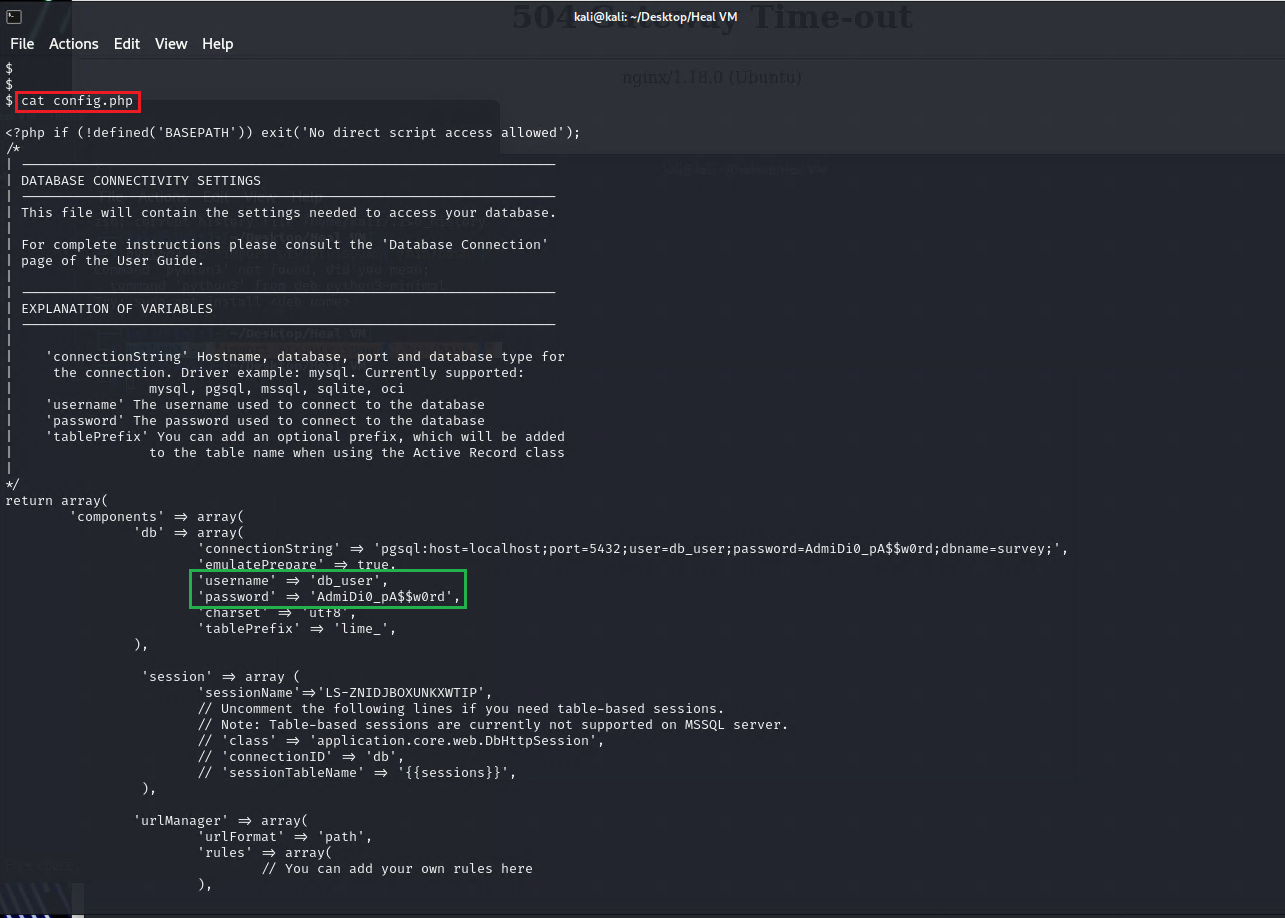 504 Gateway Time-out
kali@kali: ~/Desktop/Heal VM
File Actions Edit View Help
nginx/1.18.0 (Ubuntu)
$
$
$ cat config.php
<?php if (!defined('BASEPATH')) exit('No direct script access allowed');
/*
| -------------------------------------------------------------------
| DATABASE CONNECTIVITY SETTINGS
| -------------------------------------------------------------------
| This file will contain the settings needed to access your database.
|
| For complete instructions please consult the 'Database Connection'
| page of the User Guide.
|
| -------------------------------------------------------------------
| EXPLANATION OF VARIABLES
| -------------------------------------------------------------------
|
|    'connectionString' Hostname, database, port and database type for
|     the connection. Driver example: mysql. Currently supported:
|                 mysql, pgsql, mssql, sqlite, oci
|    'username' The username used to connect to the database
|    'password' The password used to connect to the database
|    'tablePrefix' You can add an optional prefix, which will be added
|                 to the table name when using the Active Record class
|
*/
return array(
        'components' => array(
                'db' => array(
                        'connectionString' => 'pgsql:host=localhost;port=5432;user=db_user;password=AdmiDi0_pA$$w0rd;dbname=survey;',
                        'emulatePrepare' => true,
                        'username' => 'db_user',
                        'password' => 'AdmiDi0_pA$$w0rd',
                        'charset' => 'utf8',
                        'tablePrefix' => 'lime_',
                ),

                 'session' => array (
                        'sessionName'=>'LS-ZNIDJBOXUNKXWTIP',
                        // Uncomment the following lines if you need table-based sessions.
                        // Note: Table-based sessions are currently not supported on MSSQL server.
                        // 'class' => 'application.core.web.DbHttpSession',
                        // 'connectionID' => 'db',
                        // 'sessionTableName' => '{{sessions}}',
                 ),

                'urlManager' => array(
                        'urlFormat' => 'path',
                        'rules' => array(
                                // You can add your own rules here
                        ),